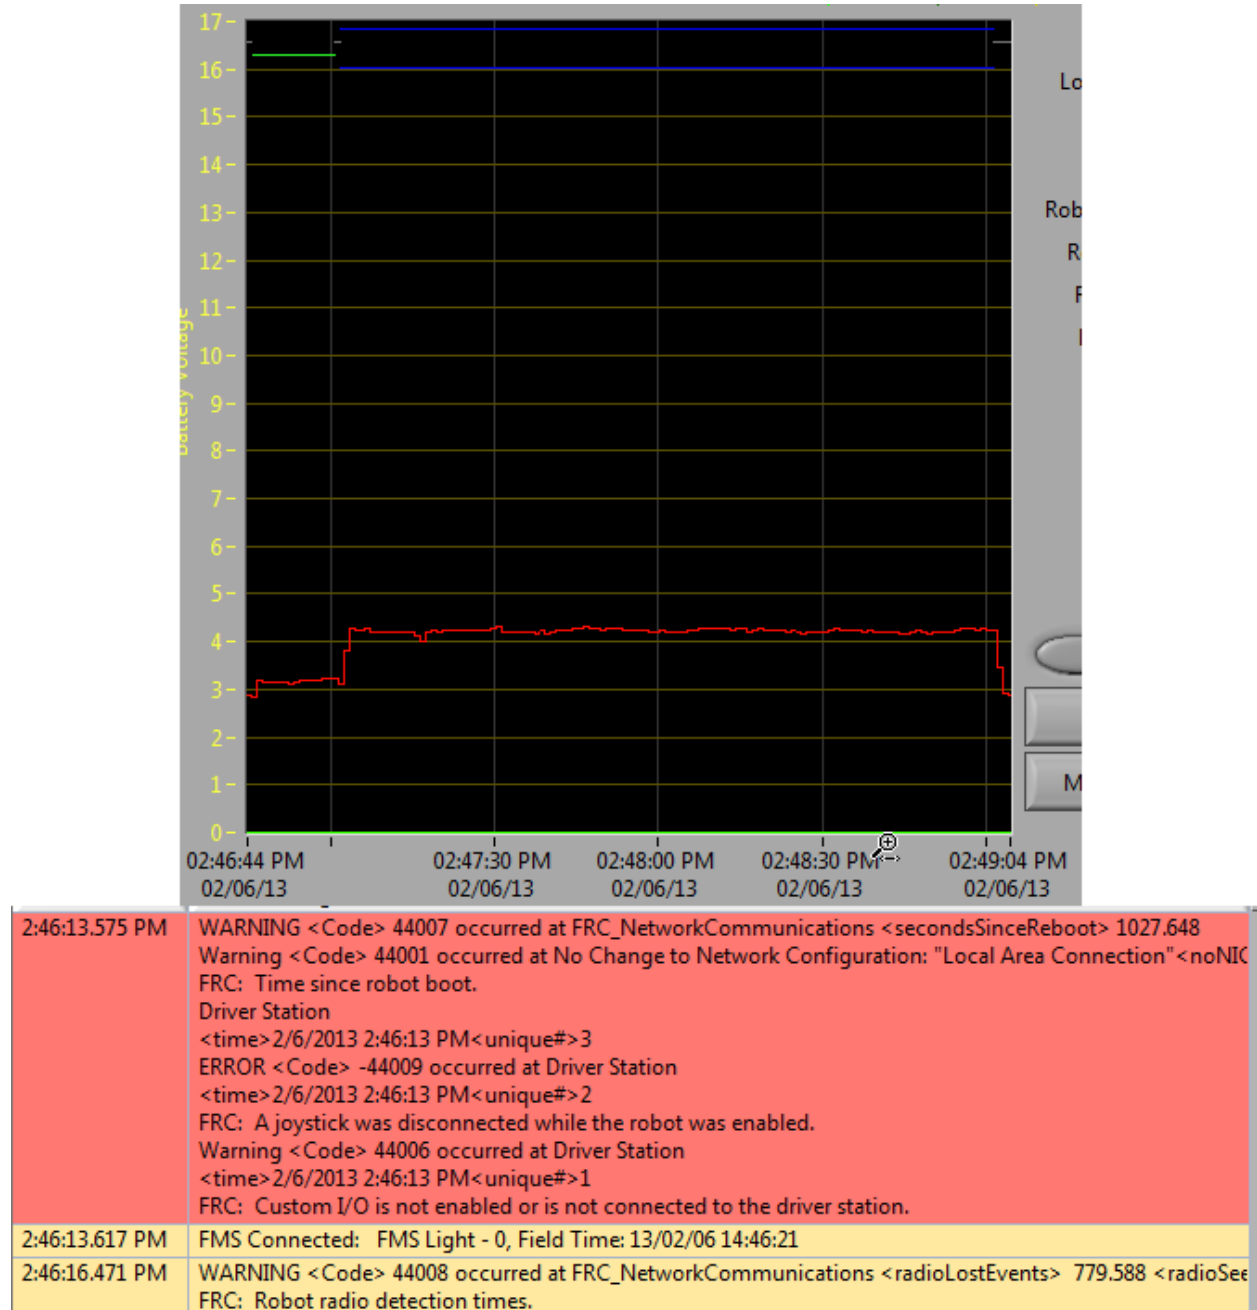 17
16
15
14
13
12
11
10
9
8
7
6
5
4
3
2
1
0
Battery Voltage
Lo
Rob
R
F
M
02:46:44 PM 02:47:30 PM 02:48:00 PM 02:48:30 PM 02:49:04 PM
02/06/13 02/06/13 02/06/13 02/06/13 02/06/13
2:46:13.575 PM WARNING <Code> 44007 occurred at FRC_NetworkCommunications <secondsSinceReboot> 1027.648
Warning <Code> 44001 occurred at No Change to Network Configuration: "Local Area Connection"<noNIC
FRC: Time since robot boot.
Driver Station
<time>2/6/2013 2:46:13 PM<unique#>3
ERROR <Code> -44009 occurred at Driver Station
<time>2/6/2013 2:46:13 PM<unique#>2
FRC: A joystick was disconnected while the robot was enabled.
Warning <Code> 44006 occurred at Driver Station
<time>2/6/2013 2:46:13 PM<unique#>1
FRC: Custom I/O is not enabled or is not connected to the driver station.
2:46:13.617 PM FMS Connected: FMS Light - 0, Field Time: 13/02/06 14:46:21
2:46:16.471 PM WARNING <Code> 44008 occurred at FRC_NetworkCommunications <radioLostEvents> 779.588 <radioSee
FRC: Robot radio detection times.